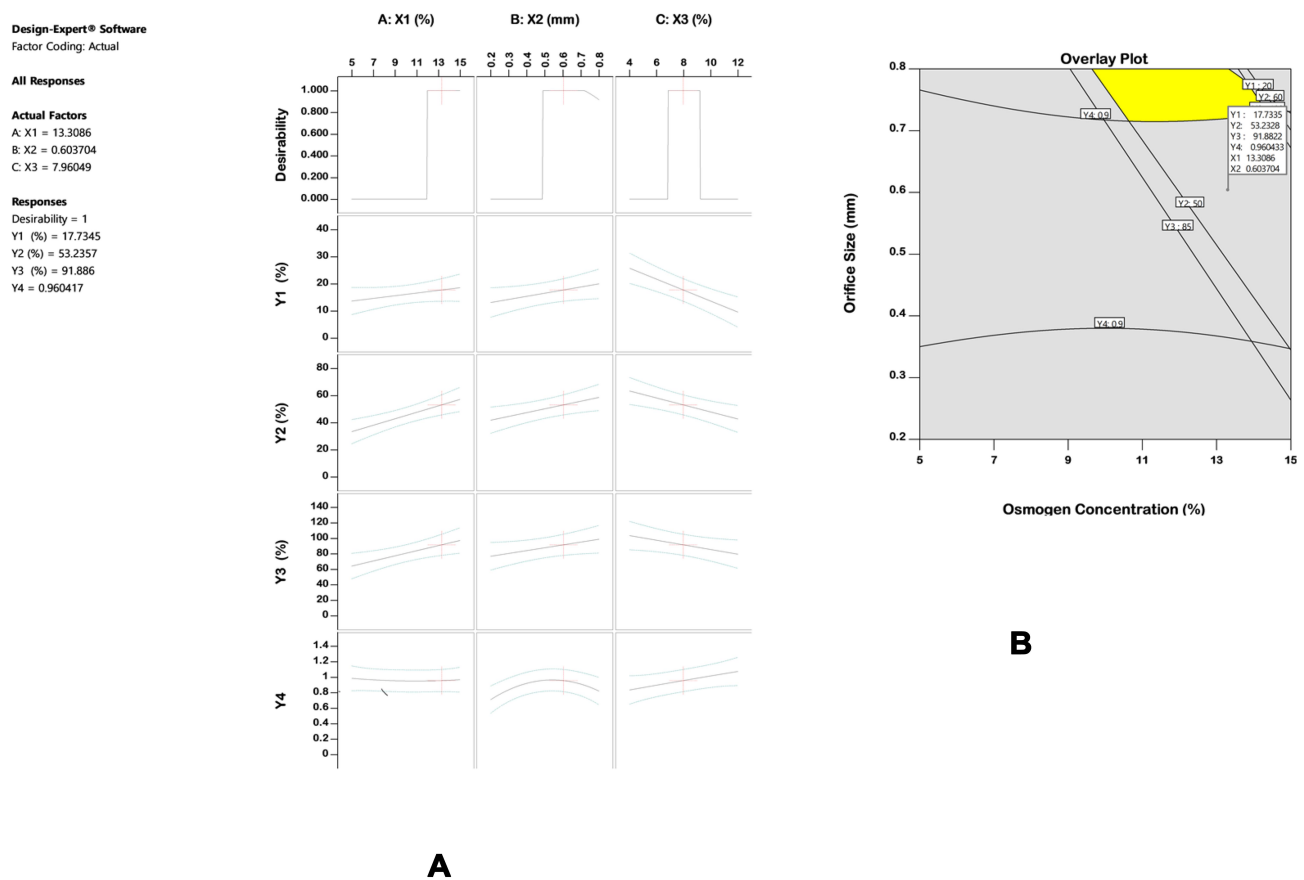 Design-Expert® Software
Factor Coding: Actual
All Responses
Actual Factors
A: X1 = 13.3086
B: X2 = 0.603704
C: X3 = 7.96049
Responses
Desirability = 1
Y1 (%) = 17.7345
Y2 (%) = 53.2357
Y3 (%) = 91.886
Y4 = 0.960417
A: X1 (%) B: X2 (mm) C: X3 (%)
5 7 9 11 13 15 0.2 0.3 0.4 0.5 0.6 0.7 0.8 4 6 8 10 12
Desirability
1.000
0.800
0.600
0.400
0.200
0.000
Y1 (%)
40
30
20
10
0
Y2 (%)
80
60
40
20
0
Y3 (%)
140
120
100
80
60
40
20
0
Y4
1.4
1.2
1
0.8
0.6
0.4
0.2
0
A
Overlay Plot
Orifice Size (mm)
0.8
0.7
0.6
0.5
0.4
0.3
0.2
Y1 : 20
Y2: 60
Y4: 0.9
Y1 : 17.7335
Y2: 53.2328
Y3 : 91.8822
Y4: 0.960433
X1 13.3086
X2 0.603704
Y2: 50
Y3 : 85
Y4: 0.9
5 7 9 11 13 15
Osmogen Concentration (%)
B